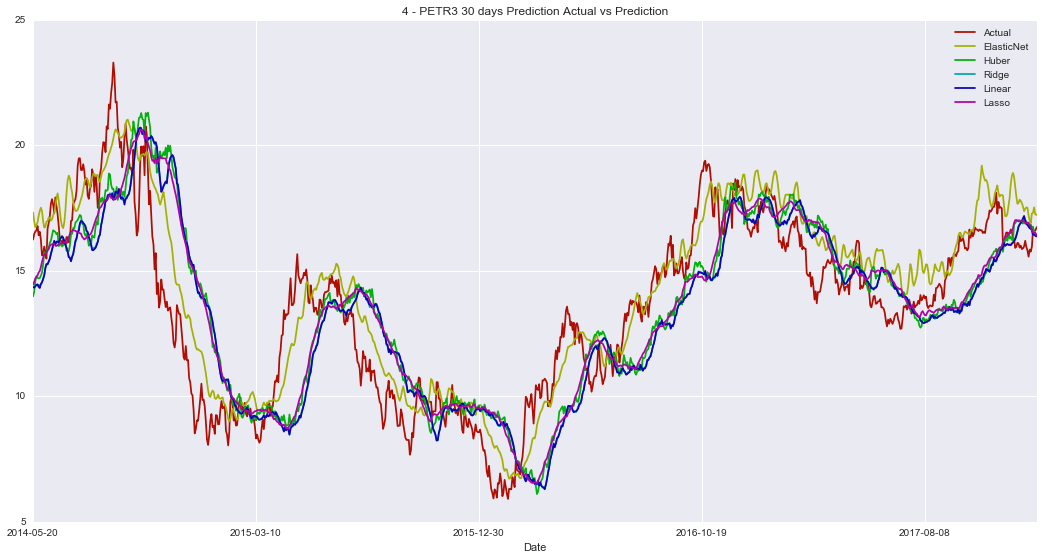 4 - PETR3 30 days Prediction Actual vs Prediction
25
20
15
10
5
Actual
ElasticNet
Huber
Ridge
Linear
Lasso
2014-05-20
2015-03-10
2015-12-30
2016-10-19
2017-08-08
Date